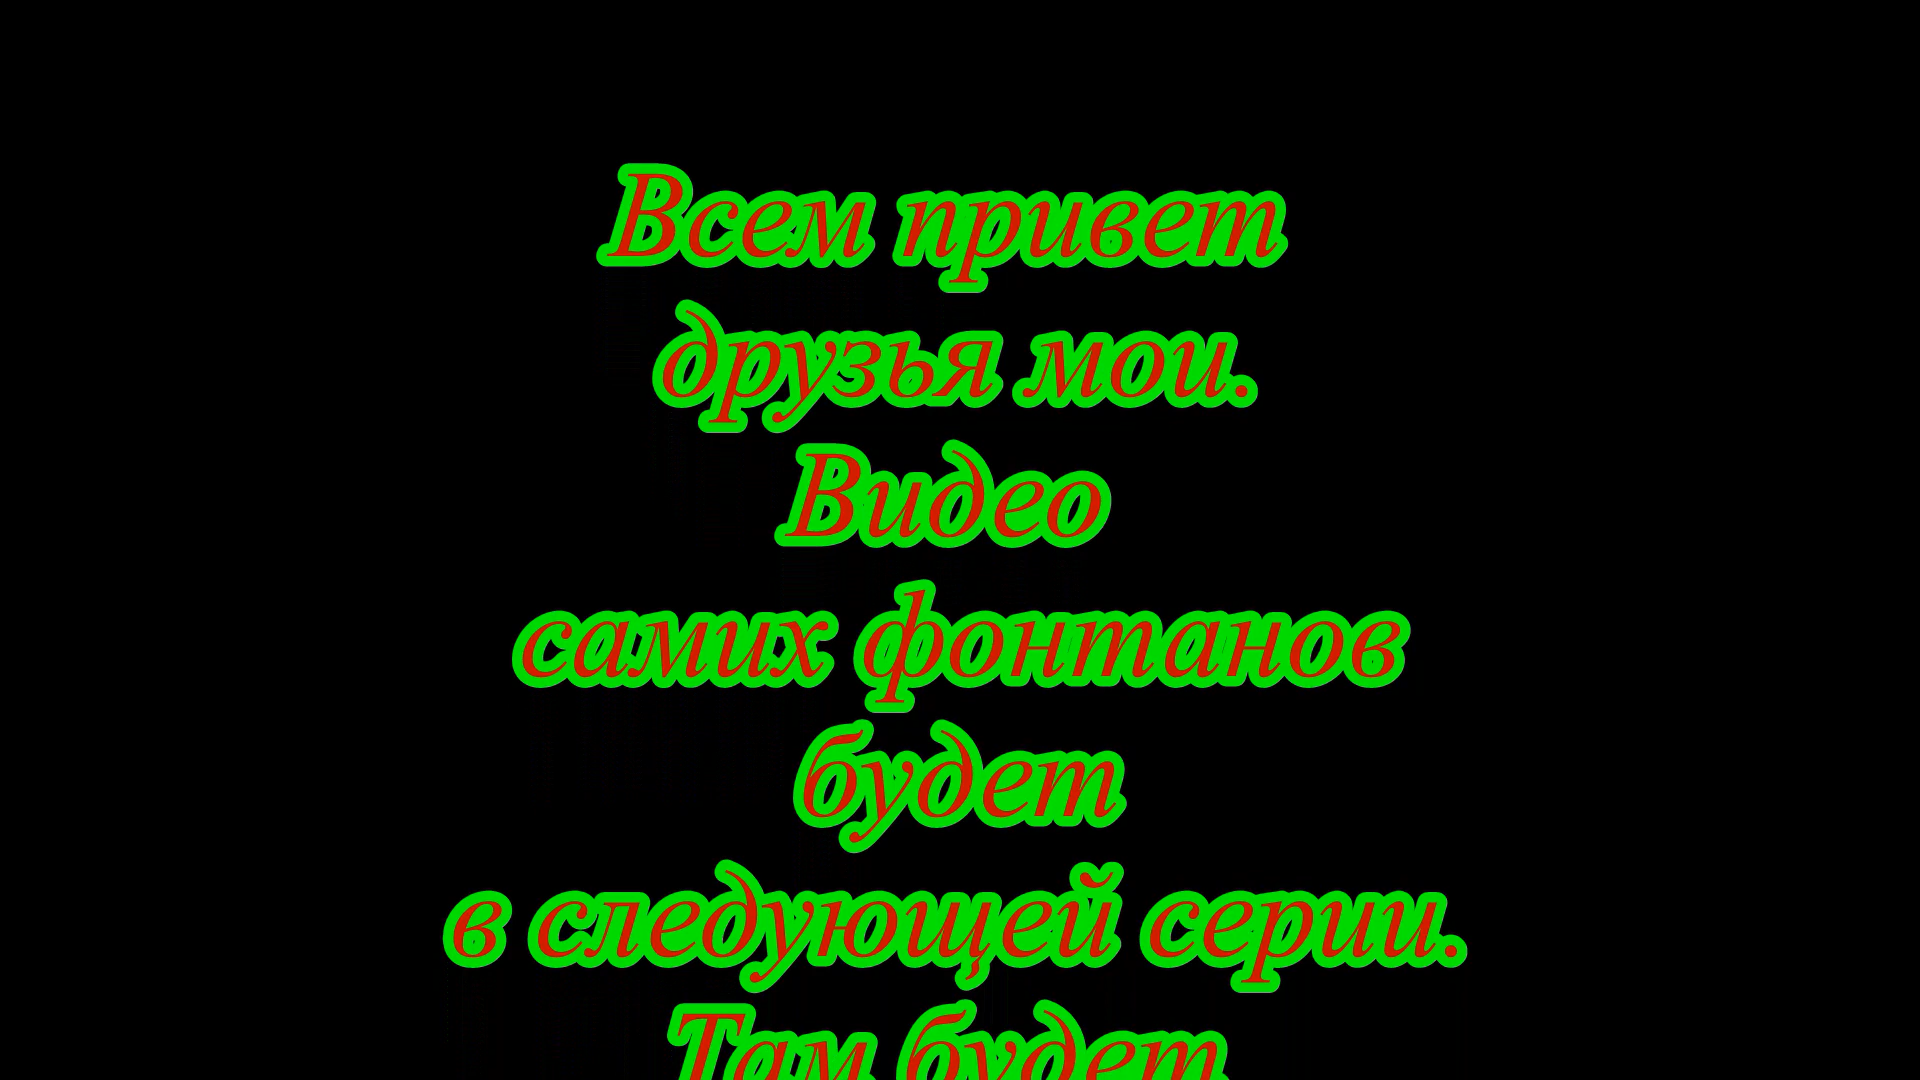 Всем привет
друзья мои.
Видео
самих фонтанов
будет
в следующей серии.
Там будет